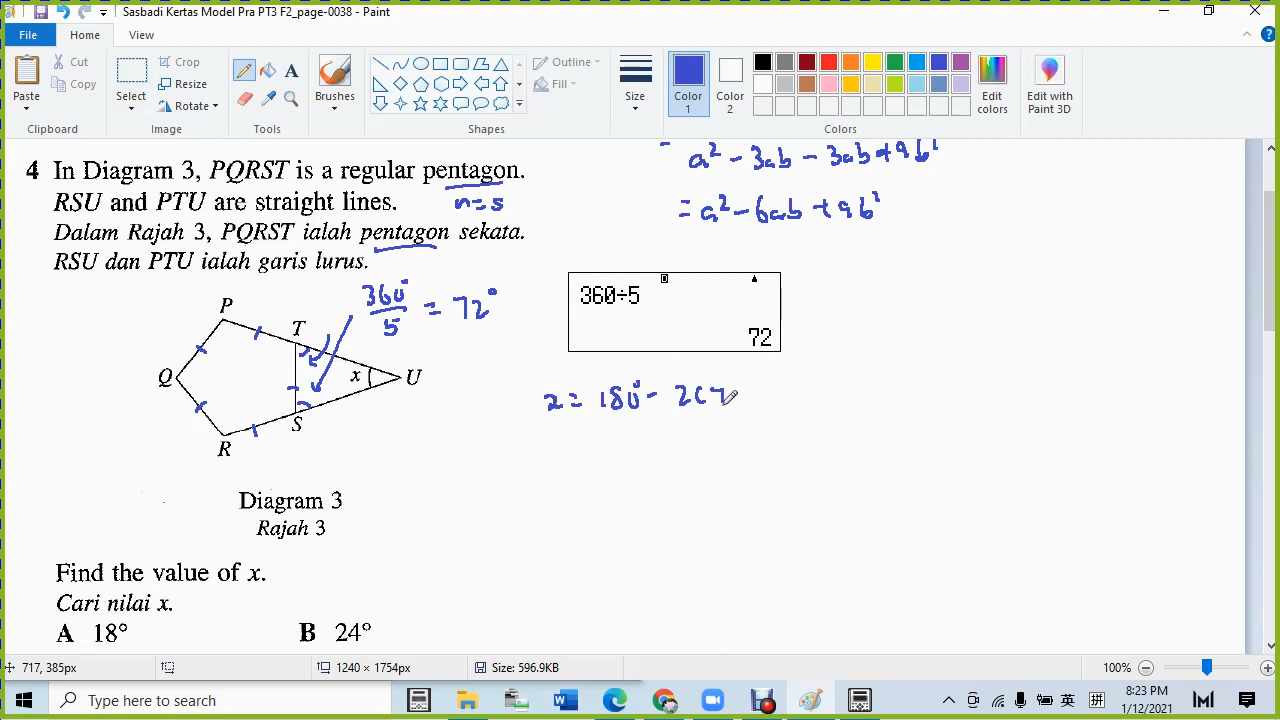 Sasbadi Kertas Model Pra PT3 F2_page-0038 - Paint
File Home View
Paste Cut Copy Clipboard
Select Crop Resize Rotate Image
Tools
Brushes
Outline Fill Shapes
Size
Color 1 Color 2 Edit colors Colors
Edit with Paint 3D
4 In Diagram 3, PQRST is a regular pentagon.
RSU and PTU are straight lines.
n=5
Dalam Rajah 3, PQRST ialah pentagon sekata.
RSU dan PTU ialah garis lurus.
= a² - 3ab - 3ab + 9b²
= a² - 6ab + 9b²
360°/5 = 72°
P
T
Q
x
U
S
R
360÷5
72
x = 180° - 2(7
Diagram 3
Rajah 3
Find the value of x.
Cari nilai x.
A 18° B 24°
717, 385px 1240 × 1754px Size: 596.9KB 100%
Type here to search
英 拼 8:23 PM
1/12/2021